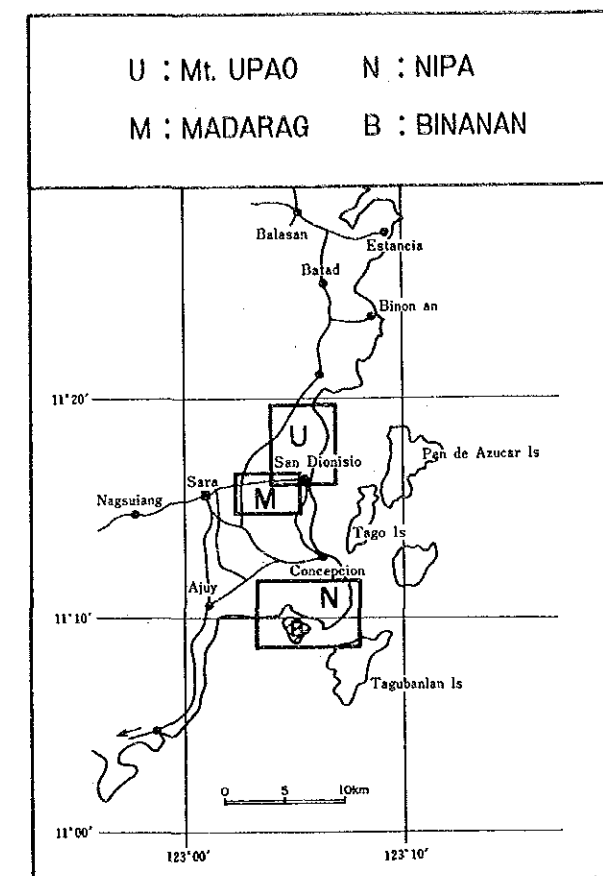 U : Mt. UPAO N : NIPA
M : MADARAG B : BINANAN
Balasan
Estancia
Batad
Binon an
11°20′
U
San Dionisio
Pan de Azucar Is
Sara
M
Nagsuiang
Tago Is
Concepcion
Ajuy
N
11°10′
B
Tagubanlan Is
0 5 10km
11°00′
123°00′ 123°10′